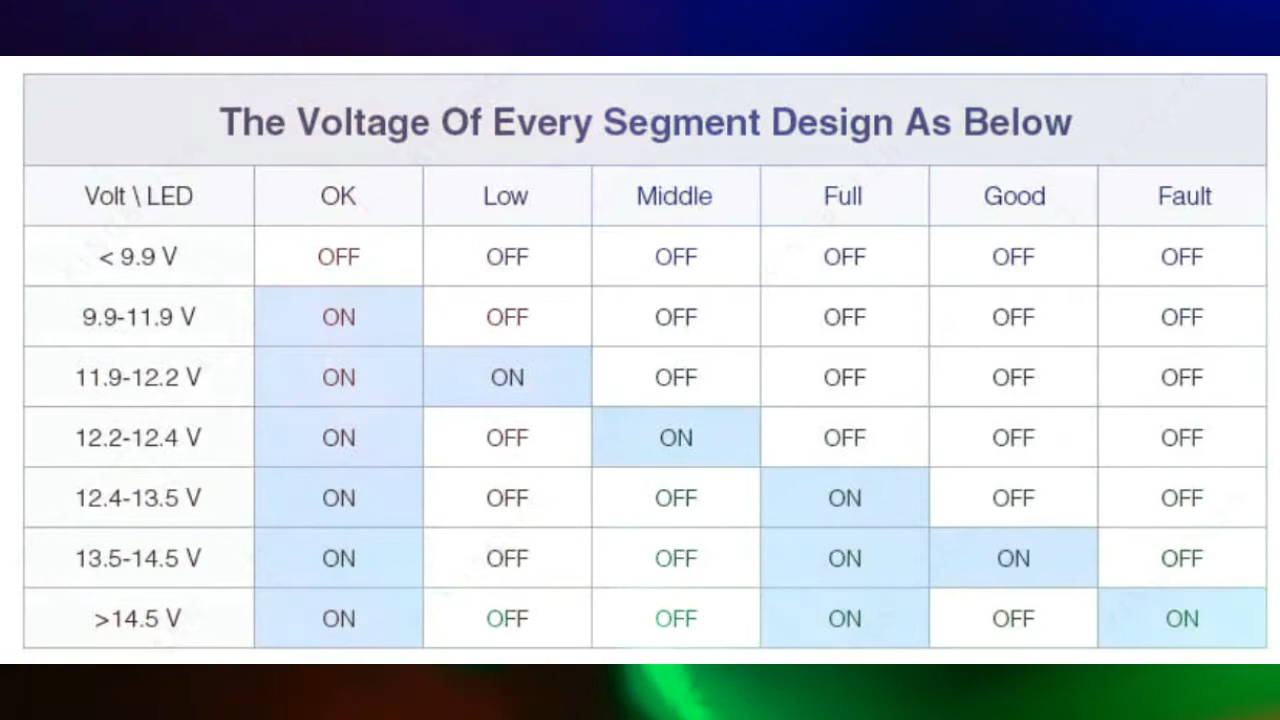 The Voltage Of Every Segment Design As Below
Volt \ LED OK Low Middle Full Good Fault
< 9.9 V OFF OFF OFF OFF OFF OFF
9.9-11.9 V ON OFF OFF OFF OFF OFF
11.9-12.2 V ON ON OFF OFF OFF OFF
12.2-12.4 V ON OFF ON OFF OFF OFF
12.4-13.5 V ON OFF OFF ON OFF OFF
13.5-14.5 V ON OFF OFF ON ON OFF
>14.5 V ON OFF OFF ON OFF ON